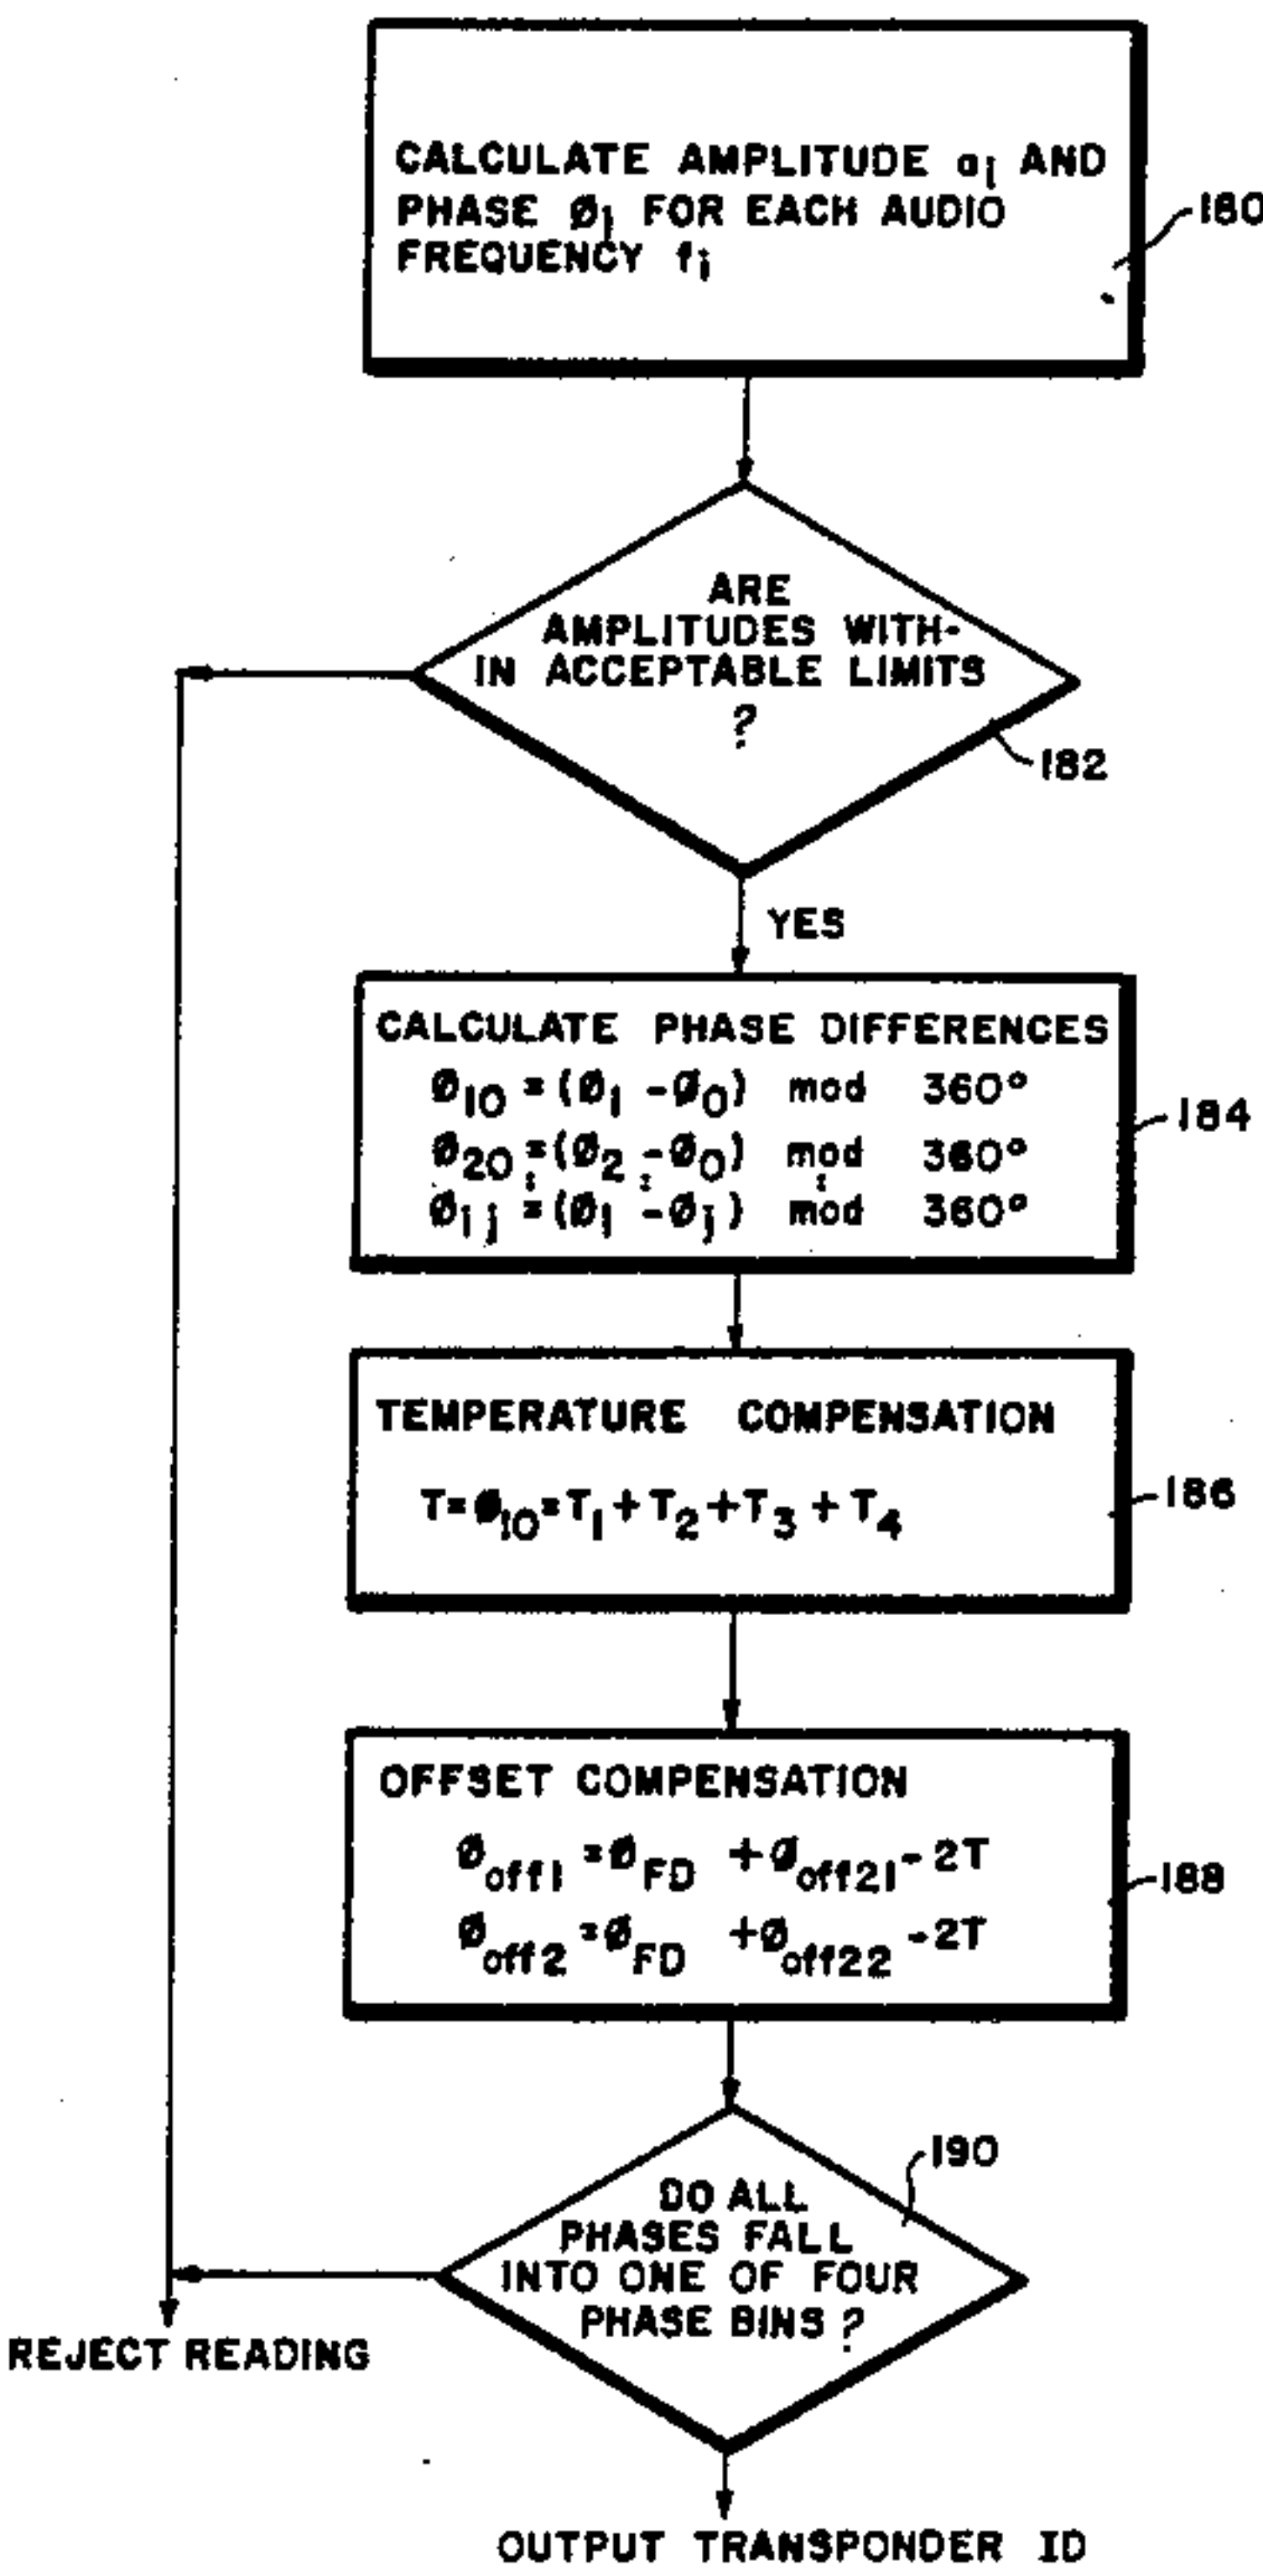 CALCULATE AMPLITUDE ai AND
PHASE Øi FOR EACH AUDIO
FREQUENCY fi
180
ARE
AMPLITUDES WITH-
IN ACCEPTABLE LIMITS
?
182
YES
CALCULATE PHASE DIFFERENCES
Ø10 = (Ø1 - Ø0) mod 360°
Ø20 = (Ø2 - Ø0) mod 360°
: : :
Øij = (Øi - Øj) mod 360°
184
TEMPERATURE COMPENSATION
T = Ø10 = T1 + T2 + T3 + T4
186
OFFSET COMPENSATION
Øoff1 = ØFD + Øoff21 - 2T
Øoff2 = ØFD + Øoff22 - 2T
188
190
DO ALL
PHASES FALL
INTO ONE OF FOUR
PHASE BINS ?
REJECT READING
OUTPUT TRANSPONDER ID